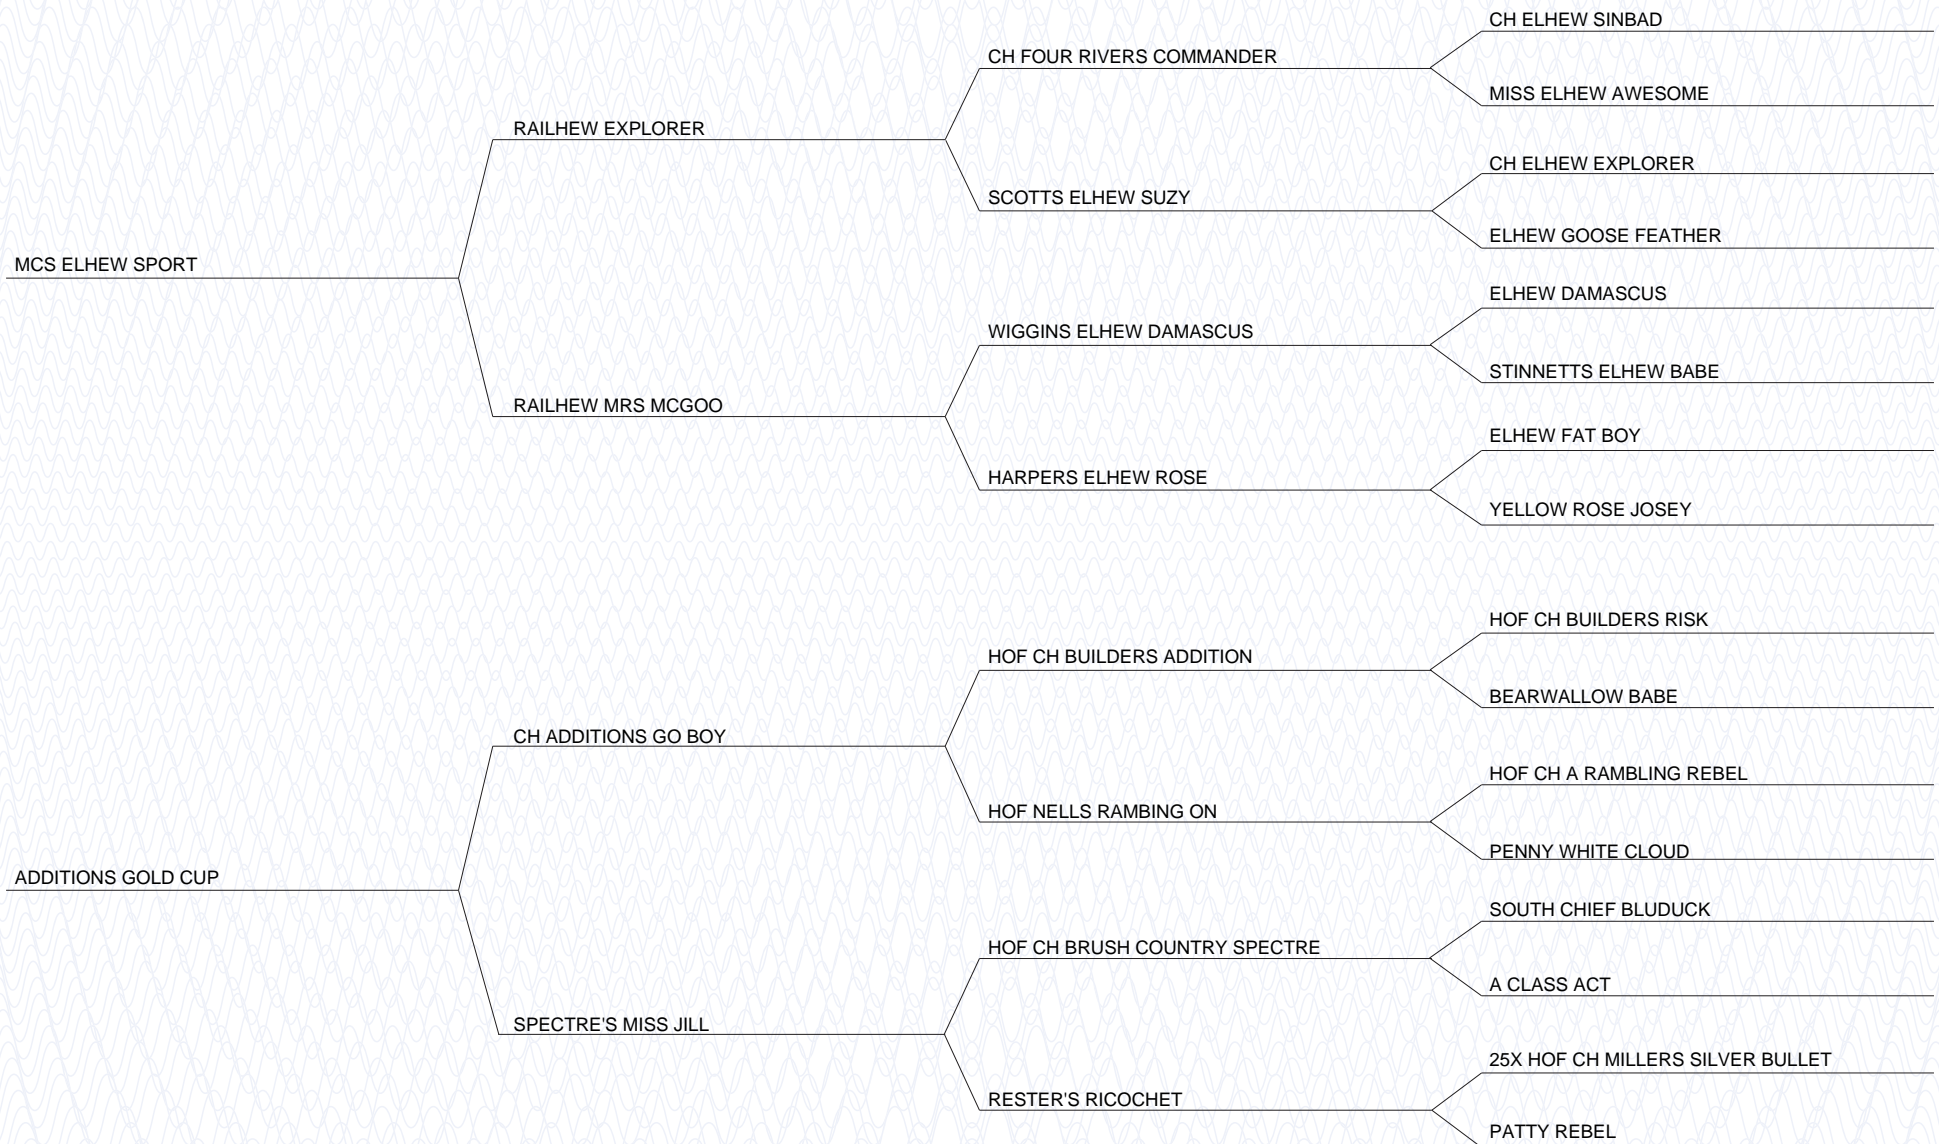 CH ELHEW SINBAD
CH FOUR RIVERS COMMANDER
MISS ELHEW AWESOME
RAILHEW EXPLORER
CH ELHEW EXPLORER
SCOTTS ELHEW SUZY
ELHEW GOOSE FEATHER
MCS ELHEW SPORT
ELHEW DAMASCUS
WIGGINS ELHEW DAMASCUS
STINNETTS ELHEW BABE
RAILHEW MRS MCGOO
ELHEW FAT BOY
HARPERS ELHEW ROSE
YELLOW ROSE JOSEY
HOF CH BUILDERS RISK
HOF CH BUILDERS ADDITION
BEARWALLOW BABE
CH ADDITIONS GO BOY
HOF CH A RAMBLING REBEL
HOF NELLS RAMBING ON
PENNY WHITE CLOUD
ADDITIONS GOLD CUP
SOUTH CHIEF BLUDUCK
HOF CH BRUSH COUNTRY SPECTRE
A CLASS ACT
SPECTRE'S MISS JILL
25X HOF CH MILLERS SILVER BULLET
RESTER'S RICOCHET
PATTY REBEL